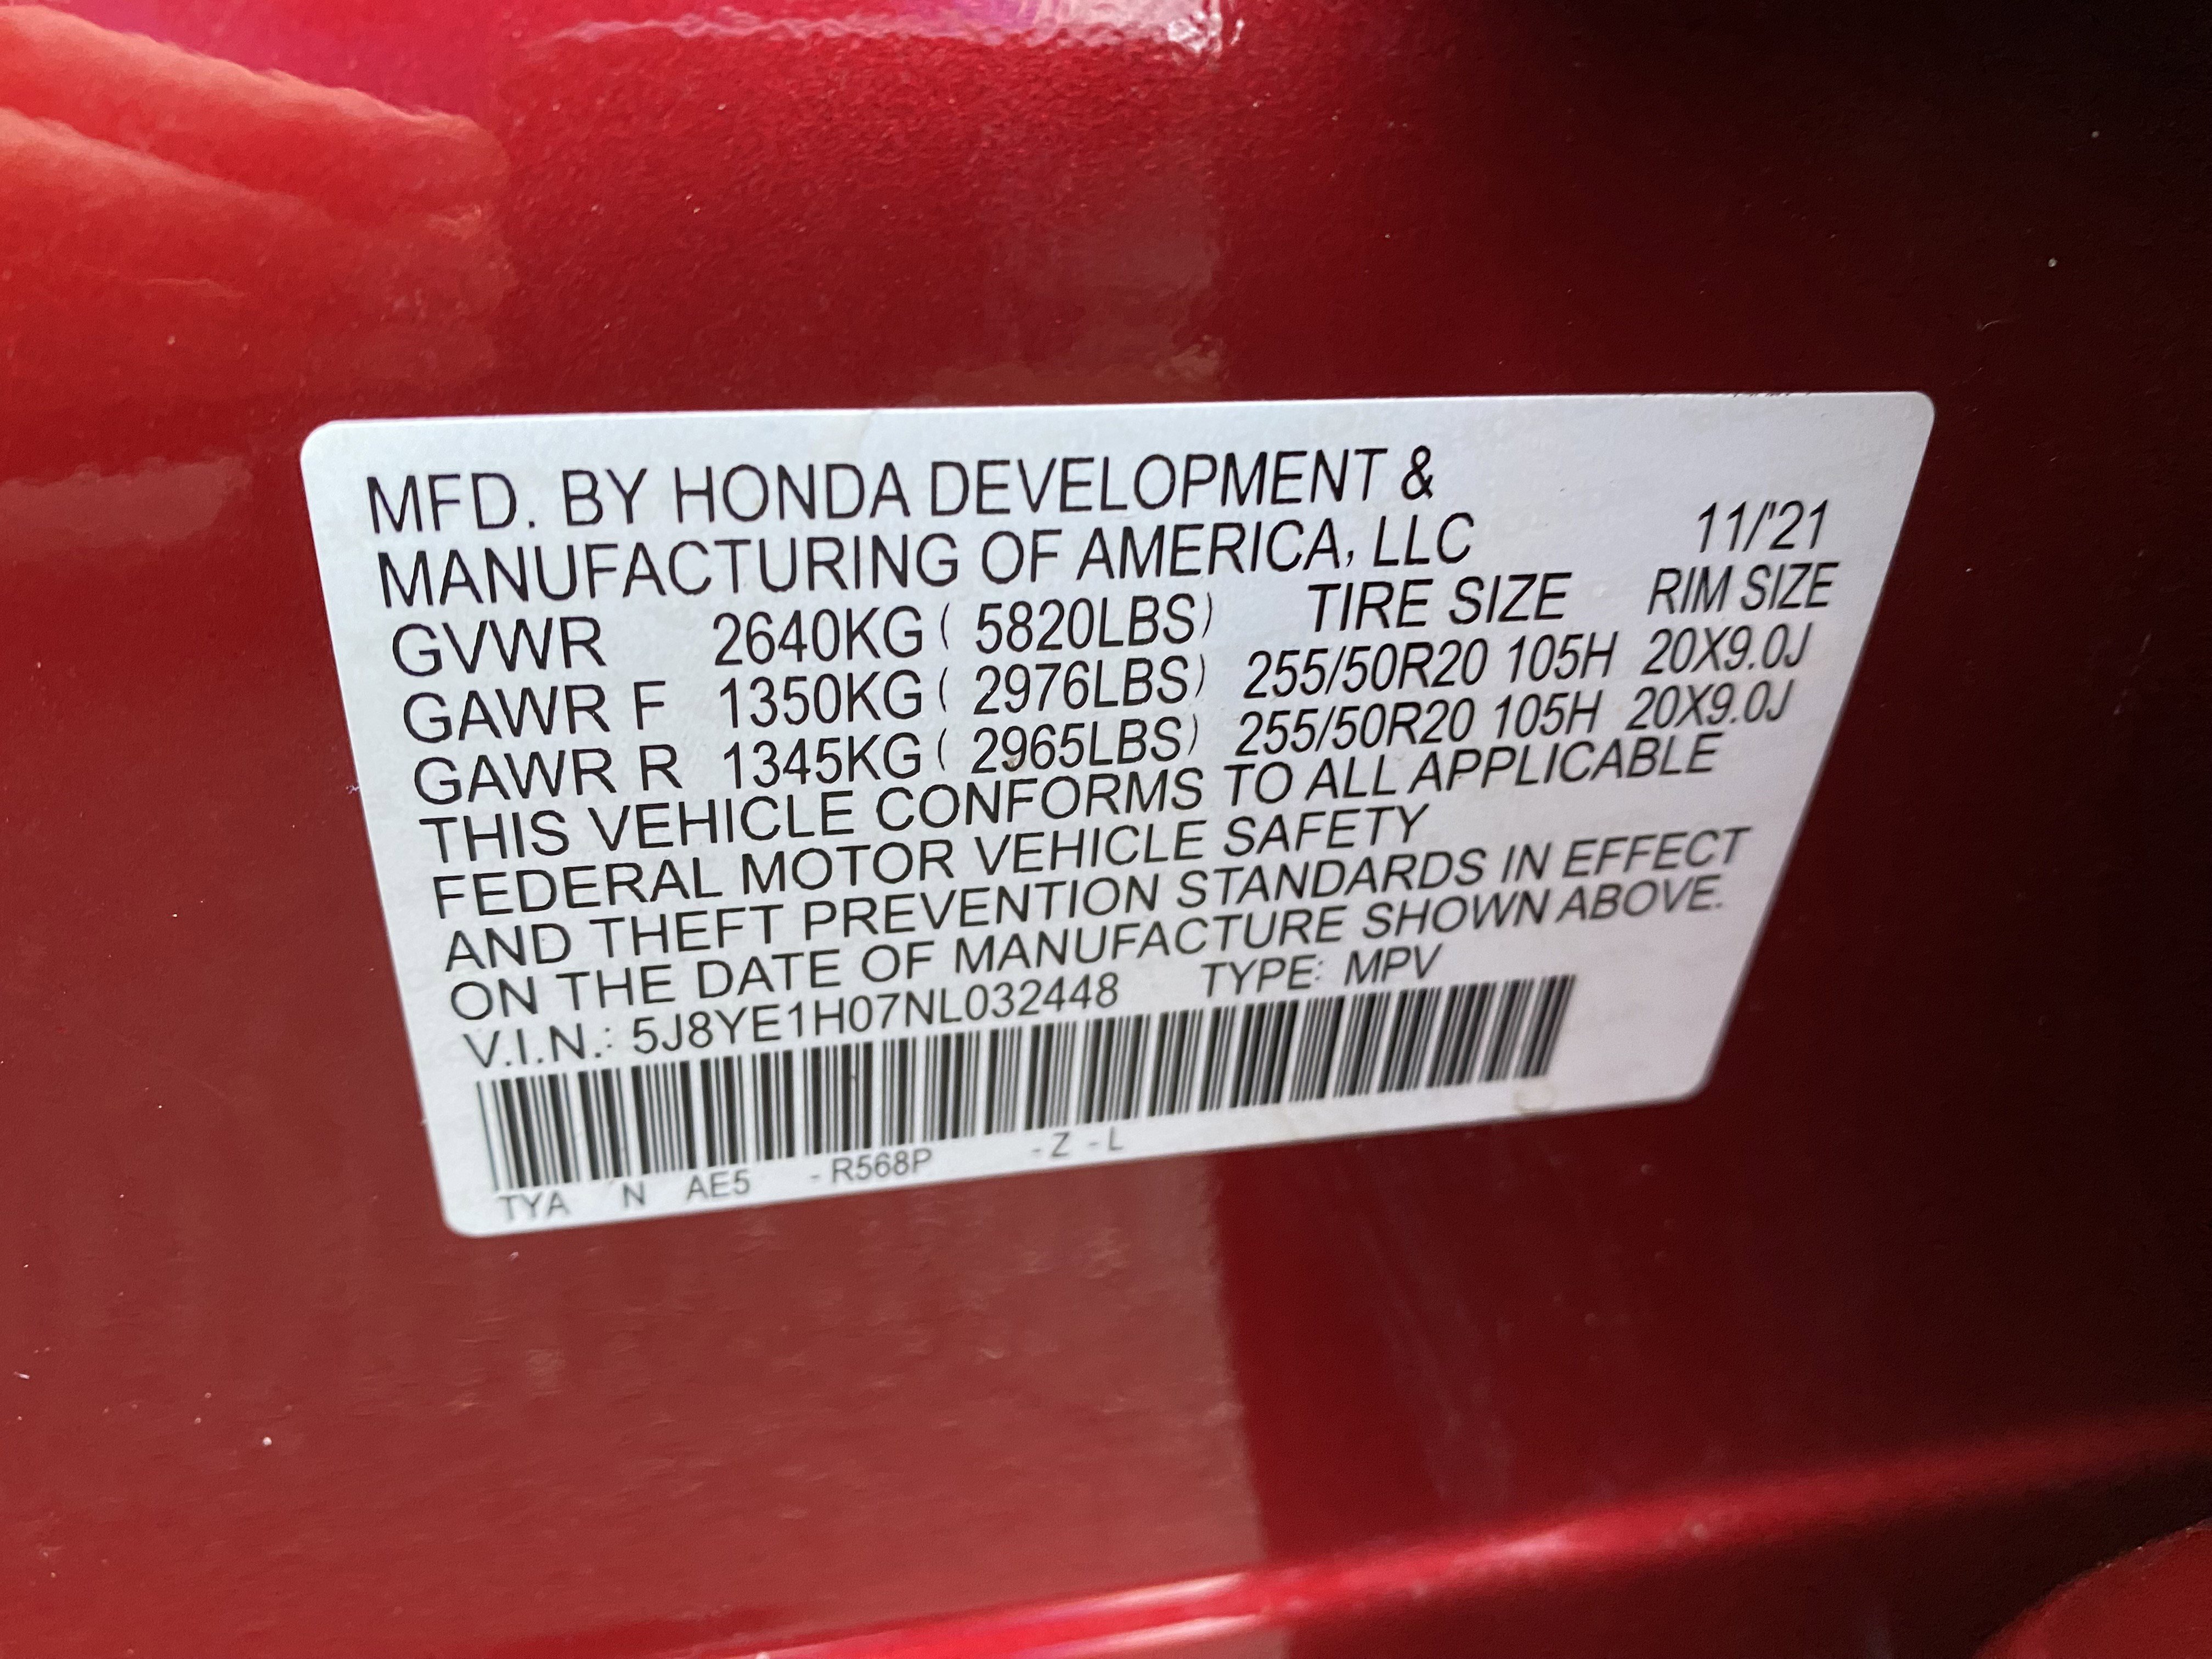 MFD. BY HONDA DEVELOPMENT &
MANUFACTURING OF AMERICA, LLC 11/'21
GVWR 2640KG ( 5820LBS) TIRE SIZE RIM SIZE
GAWR F 1350KG ( 2976LBS) 255/50R20 105H 20X9.0J
GAWR R 1345KG ( 2965LBS) 255/50R20 105H 20X9.0J
THIS VEHICLE CONFORMS TO ALL APPLICABLE
FEDERAL MOTOR VEHICLE SAFETY
AND THEFT PREVENTION STANDARDS IN EFFECT
ON THE DATE OF MANUFACTURE SHOWN ABOVE.
V.I.N.: 5J8YE1H07NL032448 TYPE: MPV
TYA N AE5 - R568P - Z - L